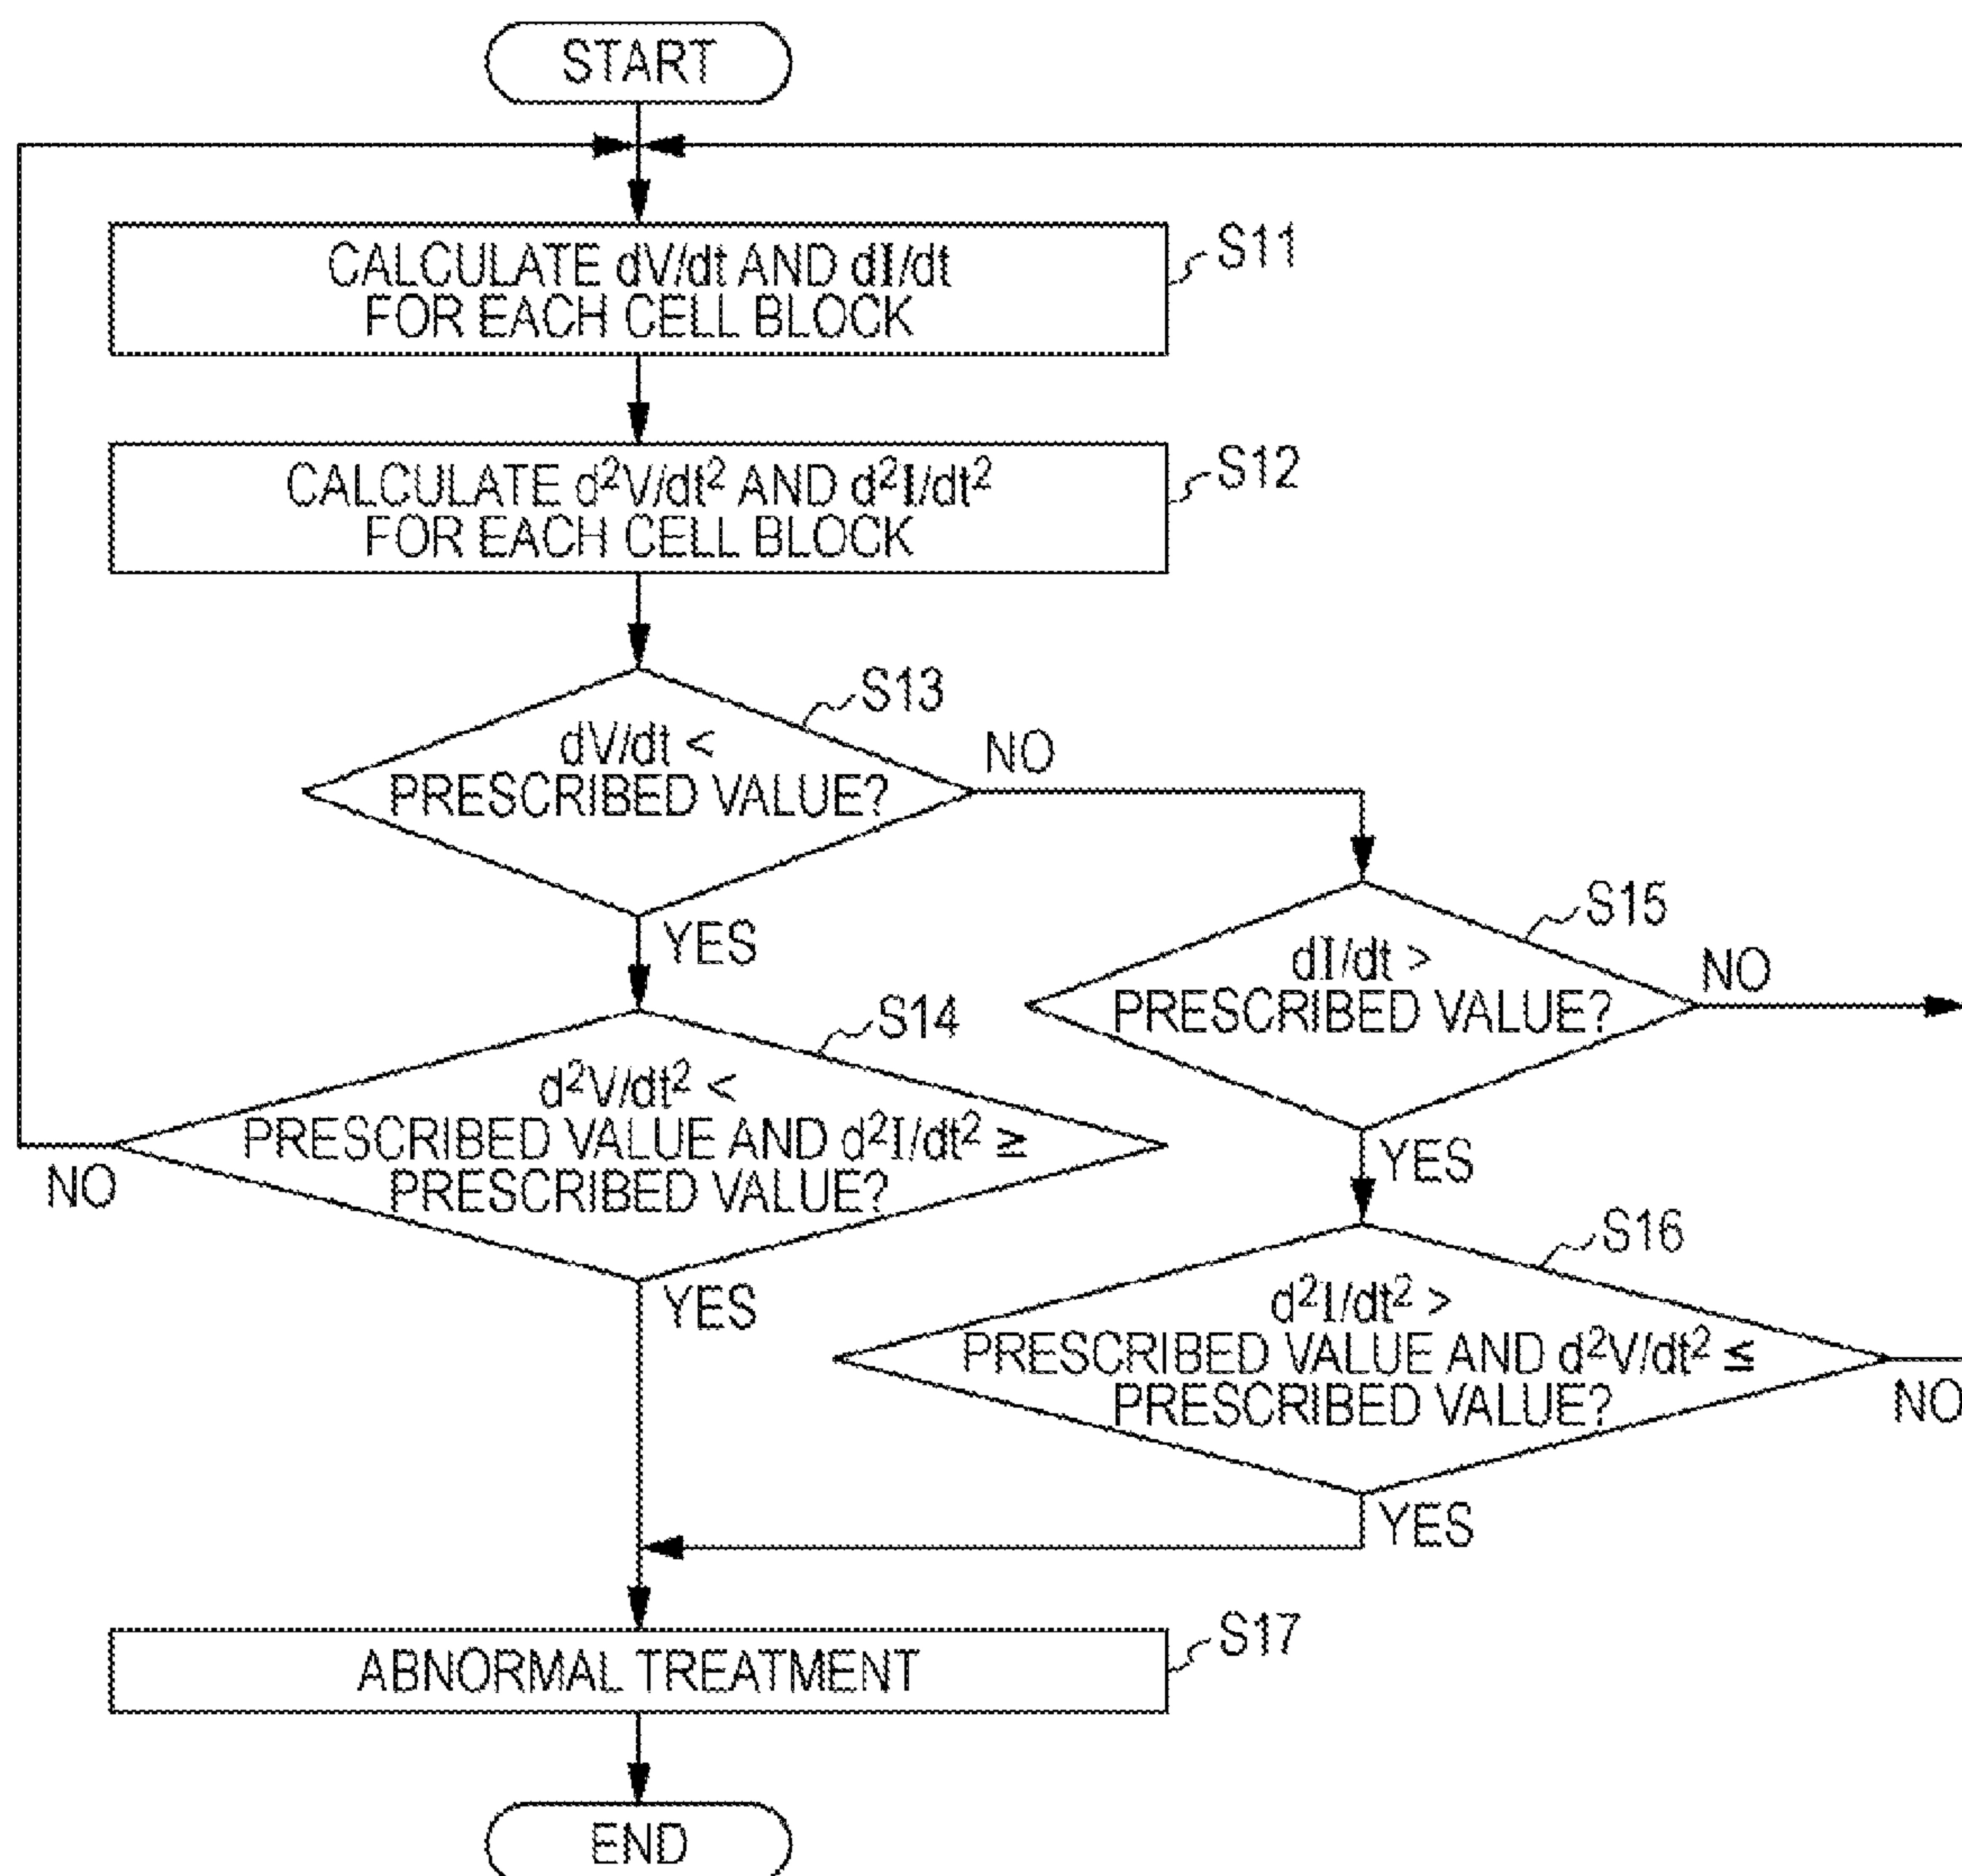 START
CALCULATE dV/dt AND dI/dt
FOR EACH CELL BLOCK
S11
CALCULATE d²V/dt² AND d²I/dt²
FOR EACH CELL BLOCK
S12
S13
dV/dt <
PRESCRIBED VALUE?
NO
YES
S15
dI/dt >
PRESCRIBED VALUE?
NO
YES
S14
d²V/dt² <
PRESCRIBED VALUE AND d²I/dt² ≧
PRESCRIBED VALUE?
NO
YES
S16
d²I/dt² >
PRESCRIBED VALUE AND d²V/dt² ≦
PRESCRIBED VALUE?
NO
YES
S17
ABNORMAL TREATMENT
END